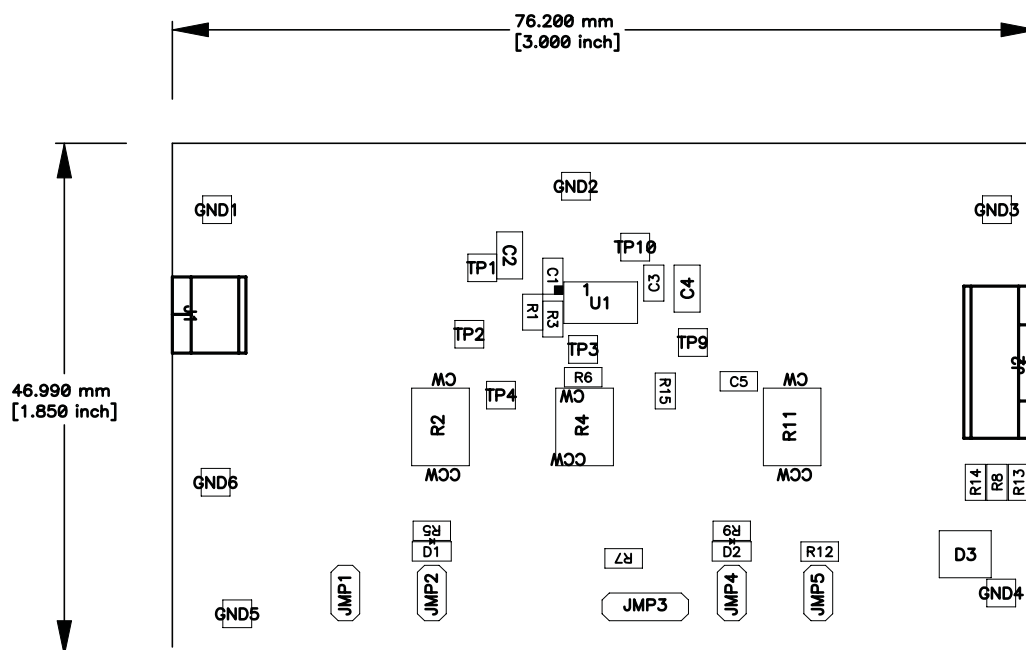 76.200 mm
[3.000 inch]
GND2
GND1
GND3
TP10
C2
TP1
C1
C3
C4
1
U1
J1
R1
R3
TP2
TP9
TP3
46.990 mm
[1.850 inch]
CW
R6
C5
CW
TP4
CW
R15
R2
R4
R11
CCW
CCW
CCW
GND6
R14
R8
R13
R5
R9
D1
D2
R12
R7
D3
JMP1
JMP2
JMP3
JMP4
JMP5
GND4
GND5